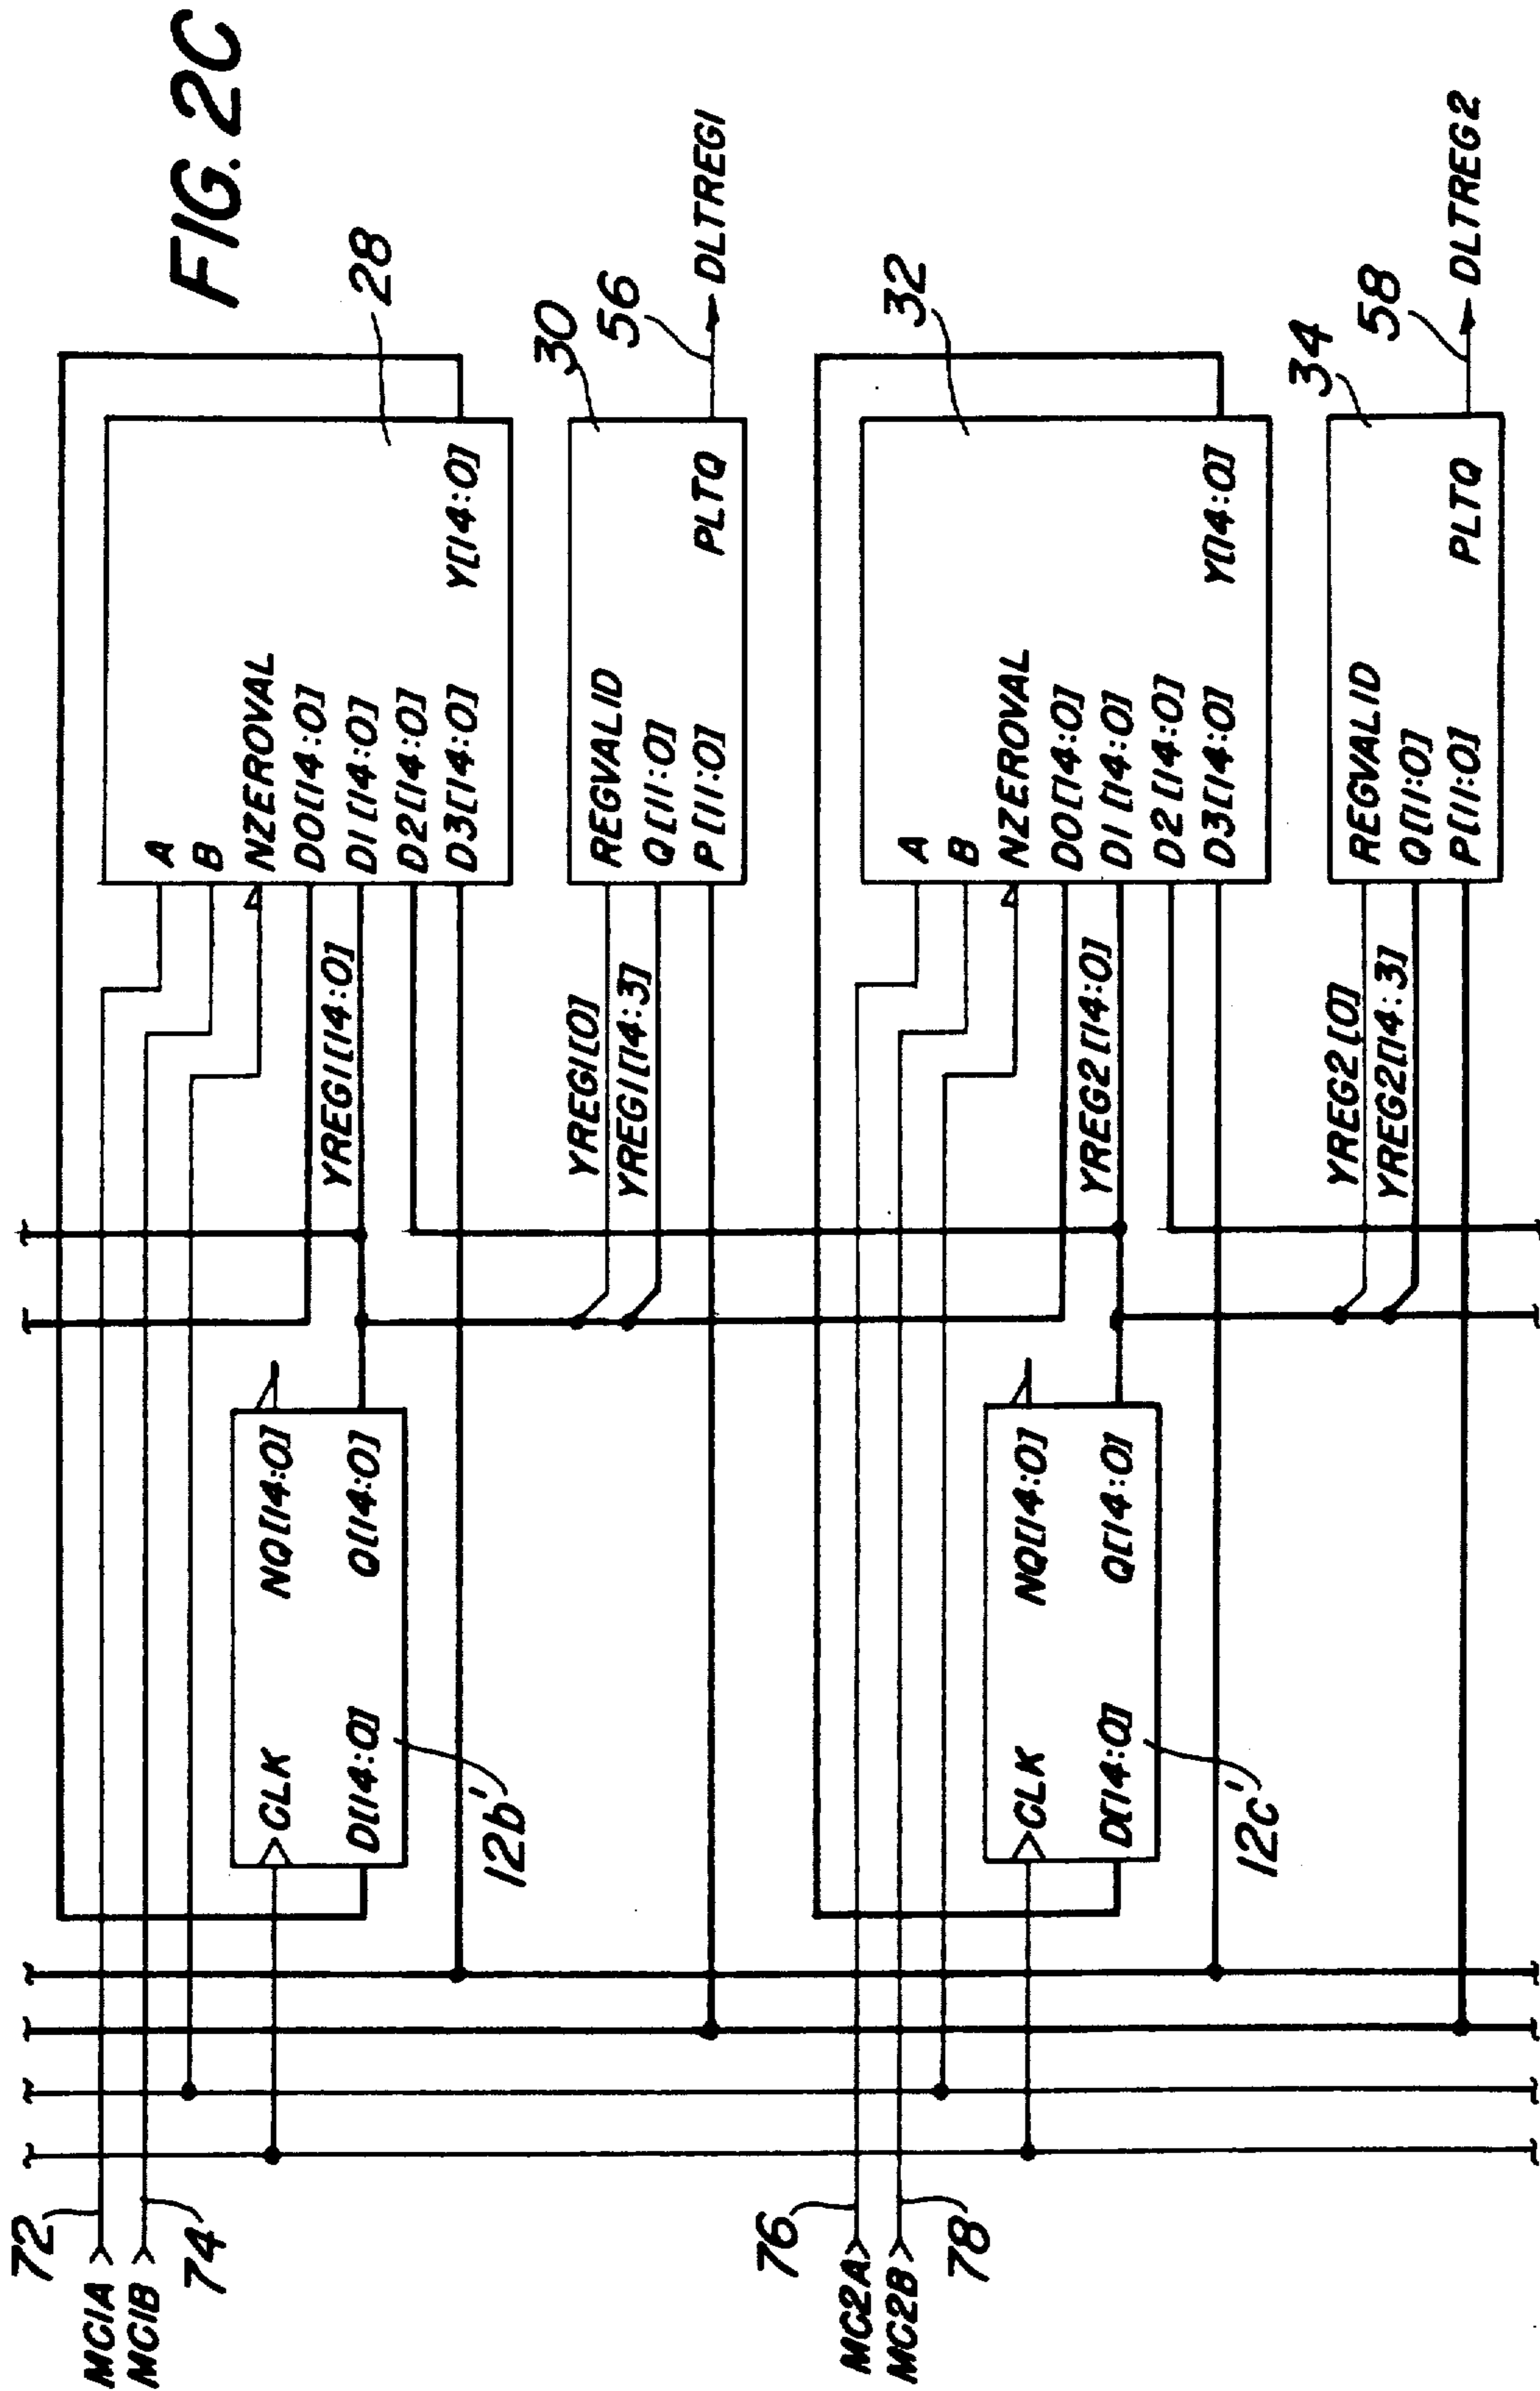 FIG. 2C
MC1A
MC1B
72
74
28
A
B
NZEROVAL
D0[14:0]
D1[14:0]
D2[14:0]
D3[14:0]
Y[14:0]
YREG1[14:0]
CLK
D[14:0]
NQ[14:0]
Q[14:0]
12b'
30
REGVALID
Q[11:0]
P[11:0]
PLTQ
YREG1[0]
YREG1[14:3]
56
DLTREG1
MC2A
MC2B
76
78
32
A
B
NZEROVAL
D0[14:0]
D1[14:0]
D2[14:0]
D3[14:0]
Y[14:0]
YREG2[14:0]
CLK
D[14:0]
NQ[14:0]
Q[14:0]
12c'
34
REGVALID
Q[11:0]
P[11:0]
PLTQ
YREG2[0]
YREG2[14:3]
58
DLTREG2